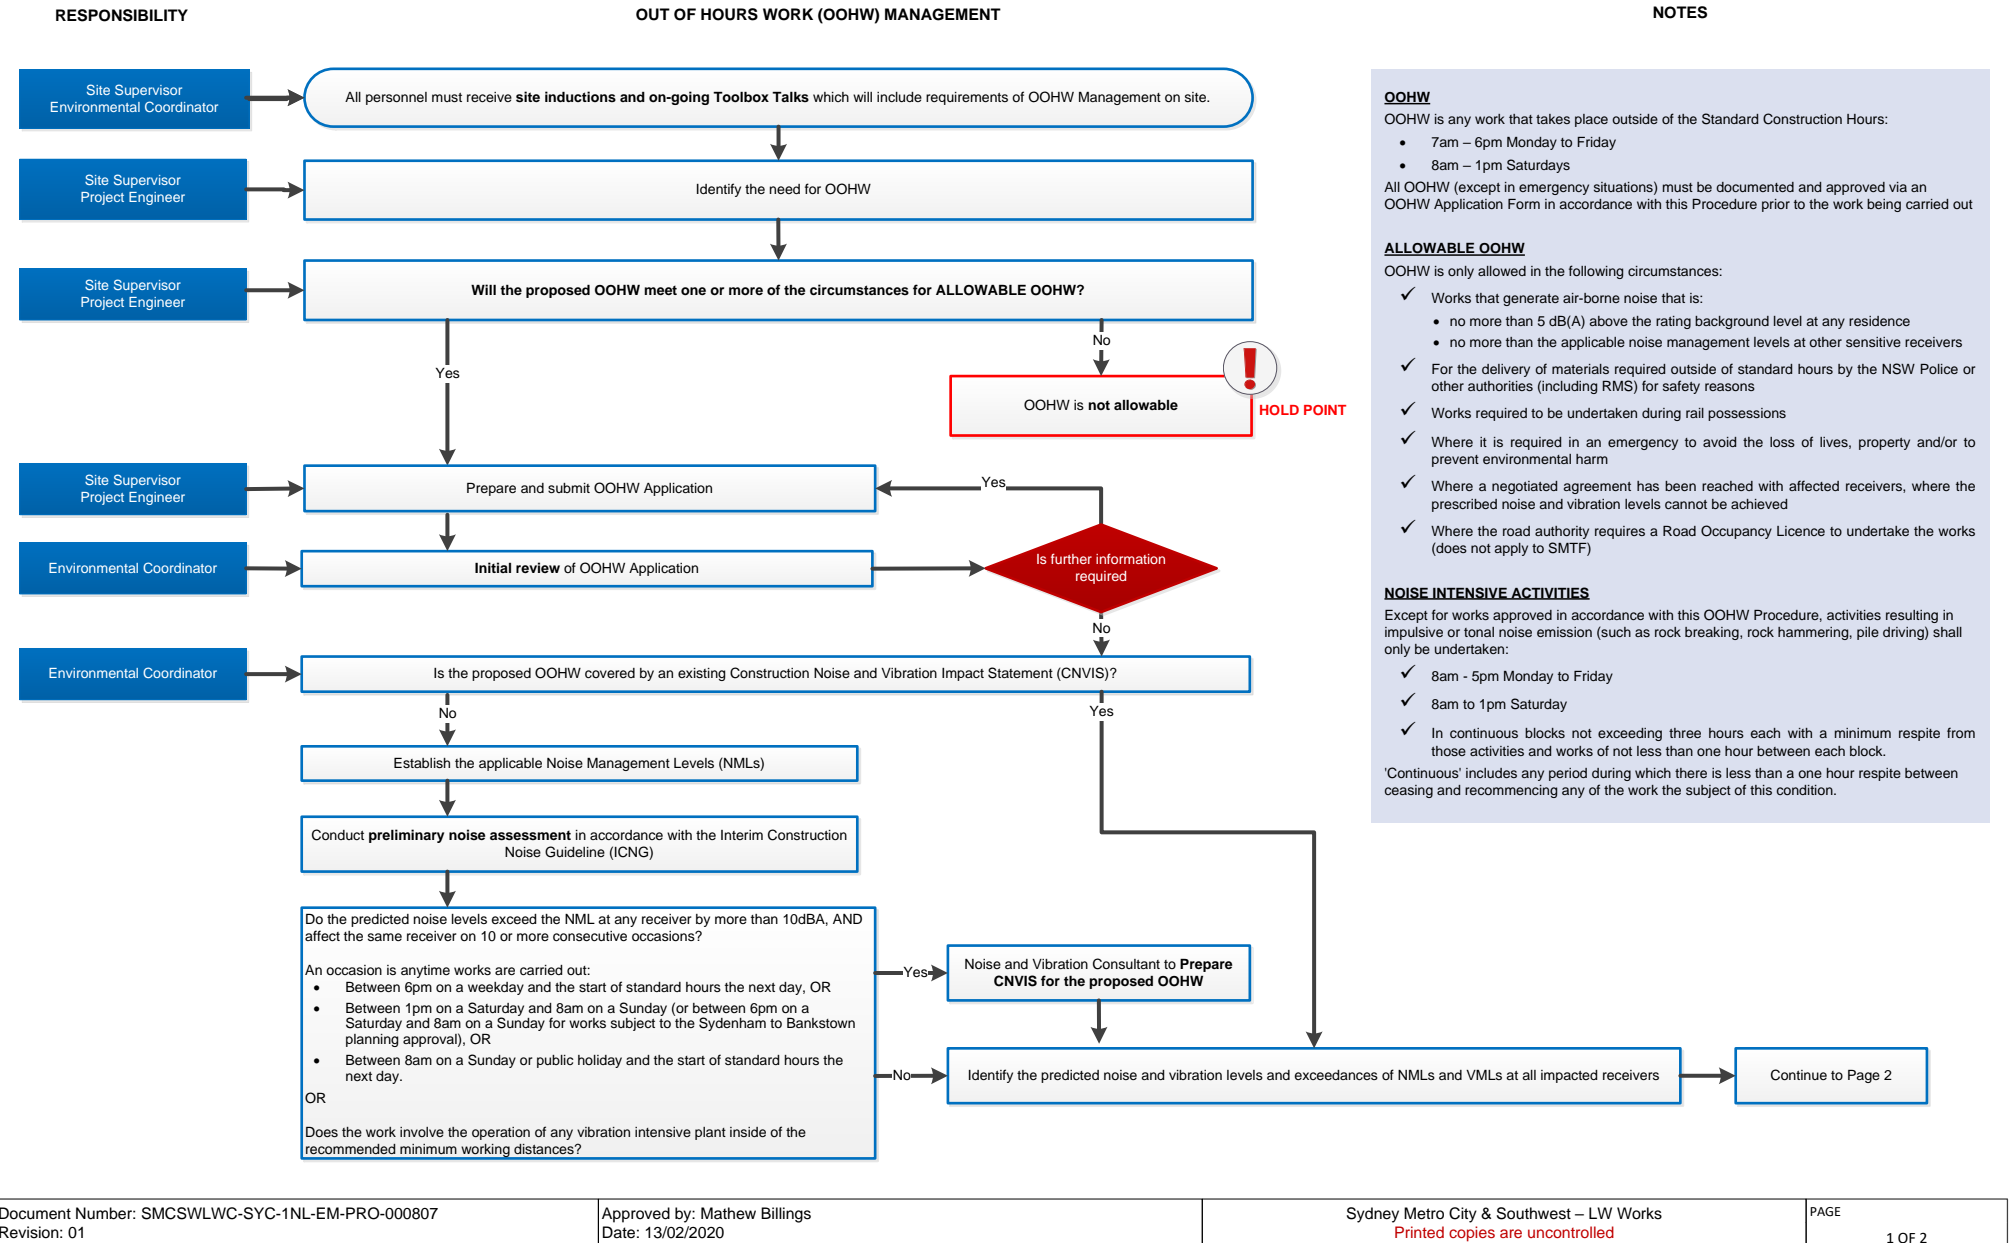 RESPONSIBILITY
OUT OF HOURS WORK (OOHW) MANAGEMENT
NOTES
Site Supervisor
Environmental Coordinator
All personnel must receive site inductions and on-going Toolbox Talks which will include requirements of OOHW Management on site.
Site Supervisor
Project Engineer
Identify the need for OOHW
Site Supervisor
Project Engineer
Will the proposed OOHW meet one or more of the circumstances for ALLOWABLE OOHW?
Yes
No
OOHW is not allowable
HOLD POINT
Site Supervisor
Project Engineer
Prepare and submit OOHW Application
Yes
Environmental Coordinator
Initial review of OOHW Application
Is further information
required
No
Environmental Coordinator
Is the proposed OOHW covered by an existing Construction Noise and Vibration Impact Statement (CNVIS)?
No
Yes
Establish the applicable Noise Management Levels (NMLs)
Conduct preliminary noise assessment in accordance with the Interim Construction
Noise Guideline (ICNG)
Do the predicted noise levels exceed the NML at any receiver by more than 10dBA, AND
affect the same receiver on 10 or more consecutive occasions?
An occasion is anytime works are carried out:
• Between 6pm on a weekday and the start of standard hours the next day, OR
• Between 1pm on a Saturday and 8am on a Sunday (or between 6pm on a
Saturday and 8am on a Sunday for works subject to the Sydenham to Bankstown
planning approval), OR
• Between 8am on a Sunday or public holiday and the start of standard hours the
next day.
OR
Does the work involve the operation of any vibration intensive plant inside of the
recommended minimum working distances?
Yes
Noise and Vibration Consultant to Prepare
CNVIS for the proposed OOHW
No
Identify the predicted noise and vibration levels and exceedances of NMLs and VMLs at all impacted receivers
Continue to Page 2
OOHW
OOHW is any work that takes place outside of the Standard Construction Hours:
• 7am – 6pm Monday to Friday
• 8am – 1pm Saturdays
All OOHW (except in emergency situations) must be documented and approved via an
OOHW Application Form in accordance with this Procedure prior to the work being carried out
ALLOWABLE OOHW
OOHW is only allowed in the following circumstances:
✓ Works that generate air-borne noise that is:
• no more than 5 dB(A) above the rating background level at any residence
• no more than the applicable noise management levels at other sensitive receivers
✓ For the delivery of materials required outside of standard hours by the NSW Police or
other authorities (including RMS) for safety reasons
✓ Works required to be undertaken during rail possessions
✓ Where it is required in an emergency to avoid the loss of lives, property and/or to
prevent environmental harm
✓ Where a negotiated agreement has been reached with affected receivers, where the
prescribed noise and vibration levels cannot be achieved
✓ Where the road authority requires a Road Occupancy Licence to undertake the works
(does not apply to SMTF)
NOISE INTENSIVE ACTIVITIES
Except for works approved in accordance with this OOHW Procedure, activities resulting in
impulsive or tonal noise emission (such as rock breaking, rock hammering, pile driving) shall
only be undertaken:
✓ 8am - 5pm Monday to Friday
✓ 8am to 1pm Saturday
✓ In continuous blocks not exceeding three hours each with a minimum respite from
those activities and works of not less than one hour between each block.
'Continuous' includes any period during which there is less than a one hour respite between
ceasing and recommencing any of the work the subject of this condition.
Document Number: SMCSWLWC-SYC-1NL-EM-PRO-000807
Revision: 01
Approved by: Mathew Billings
Date: 13/02/2020
Sydney Metro City & Southwest – LW Works
Printed copies are uncontrolled
PAGE
1 OF 2